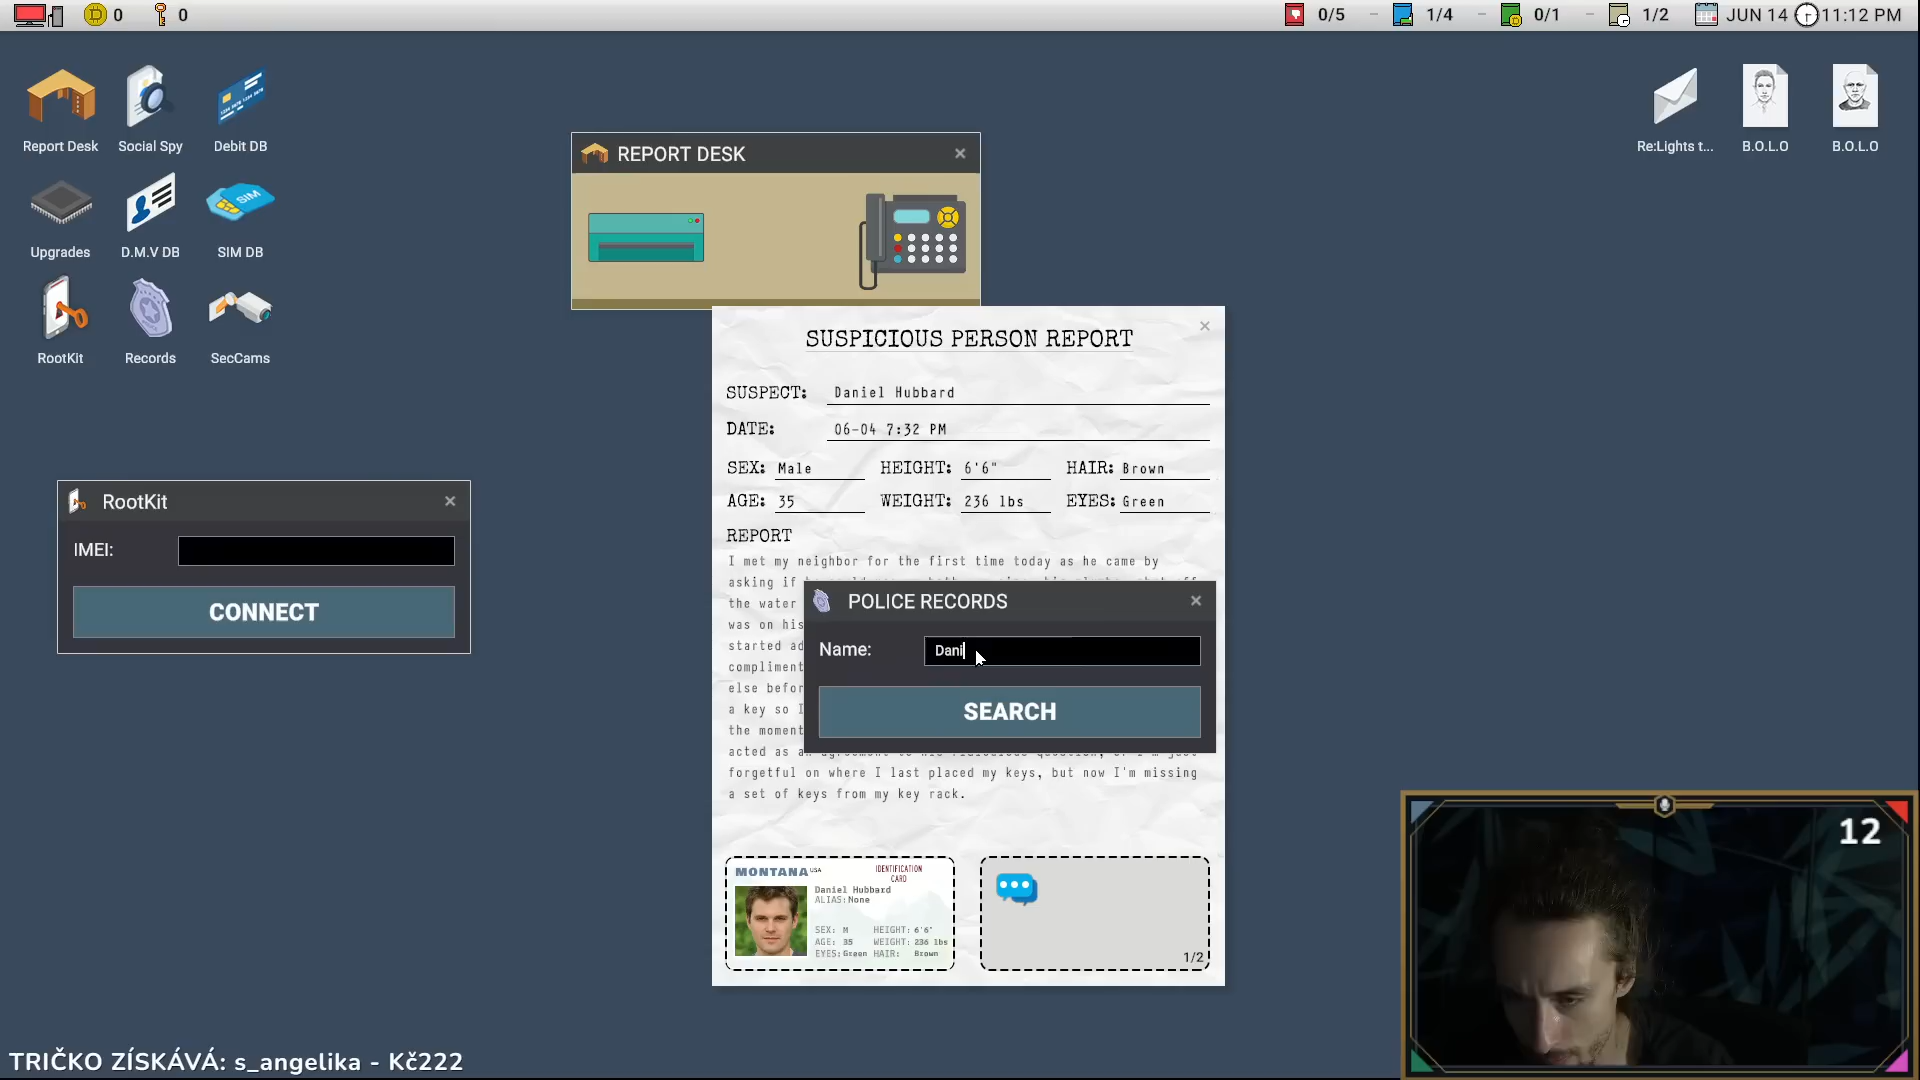 0
0
0/5
1/4
0/1
1/2
JUN 14
11:12 PM
Report Desk
Social Spy
Debit DB
Upgrades
D.M.V DB
SIM DB
RootKit
Records
SecCams
Re:Lights t...
B.O.L.O
B.O.L.O
REPORT DESK
RootKit
IMEI:
CONNECT
SUSPICIOUS PERSON REPORT
SUSPECT: Daniel Hubbard
DATE: 06-04 7:32 PM
SEX: Male HEIGHT: 6'6" HAIR: Brown
AGE: 35 WEIGHT: 236 lbs EYES: Green
REPORT
I met my neighbor for the first time today as he came by
asking if
the water
was on his
started ad
compliment
else befor
a key so I
the moment
acted as
forgetful on where I last placed my keys, but now I'm missing
a set of keys from my key rack.
POLICE RECORDS
Name: Dani
SEARCH
MONTANA USA
IDENTIFICATION
CARD
Daniel Hubbard
ALIAS: None
SEX: M HEIGHT: 6'6"
AGE: 35 WEIGHT: 236 lbs
EYES: Green HAIR: Brown
1/2
12
TRIČKO ZÍSKÁVÁ: s_angelika - Kč222